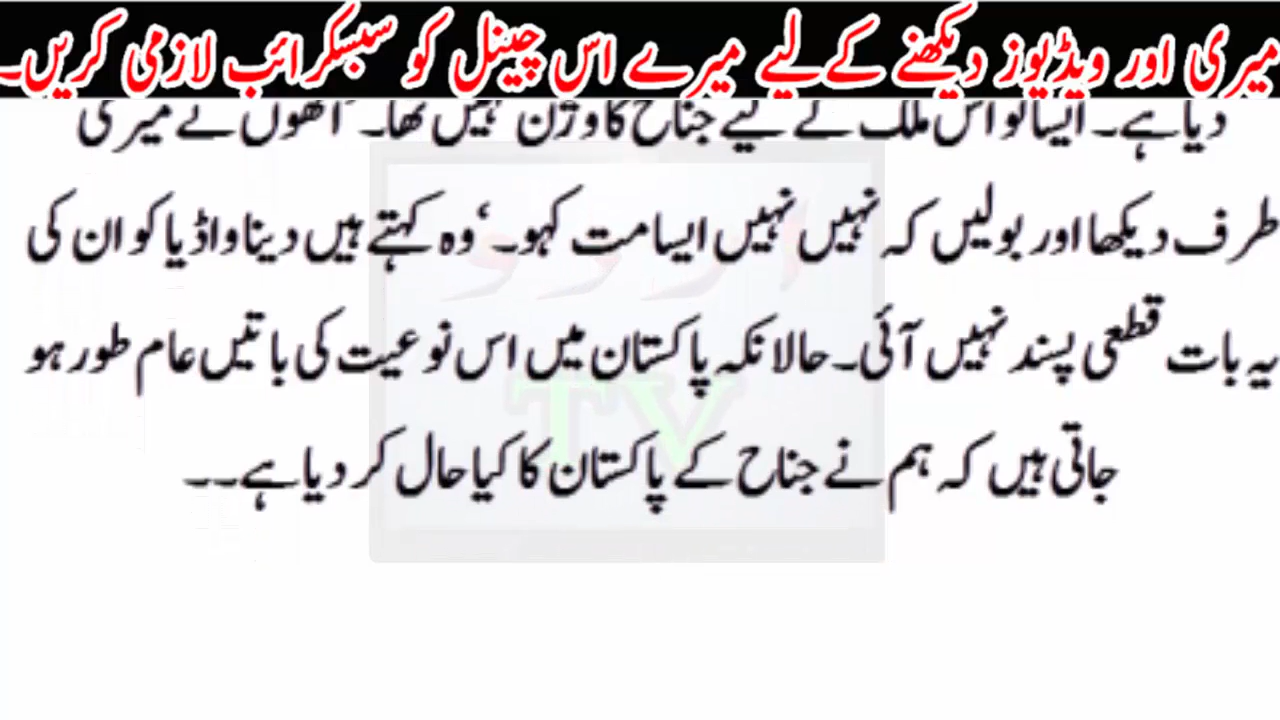 میری اور ویڈیوز دیکھنے کے لیے میرے اس چینل کو سبسکرائب لازمی کریں۔
دیا ہے۔ ایسا تو اس ملک کے لیے جناح کا وژن نہیں تھا۔ ’انھوں نے میری
طرف دیکھا اور بولیں کہ نہیں نہیں ایسا مت کہو۔‘ وہ کہتے ہیں دینا واڈیا کو ان کی
یہ بات قطعی پسند نہیں آئی۔ حالانکہ پاکستان میں اس نوعیت کی باتیں عام طور ہو
جاتی ہیں کہ ہم نے جناح کے پاکستان کا کیا حال کر دیا ہے۔۔۔
اردو
TV